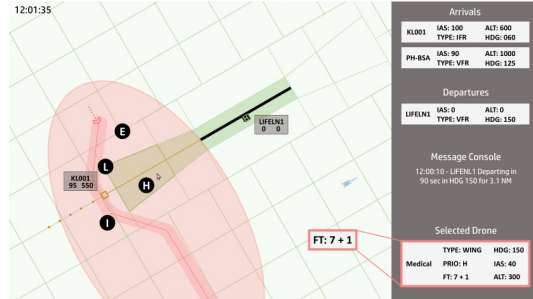 12:01:35
E
L
KL001
95 550
H
I
LIFELN1
0 0
FT: 7 + 1
Arrivals
KL001 IAS: 100 ALT: 600
TYPE: IFR HDG: 060
PH-BSA IAS: 90 ALT: 1000
TYPE: VFR HDG: 125
Departures
LIFELN1 IAS: 0 ALT: 0
TYPE: VFR HDG: 150
Message Console
12:00:10 - LIFENL1 Departing in
90 sec in HDG 150 for 3.1 NM
Selected Drone
TYPE: WING HDG: 150
Medical PRIO: H IAS: 40
FT: 7 + 1 ALT: 300